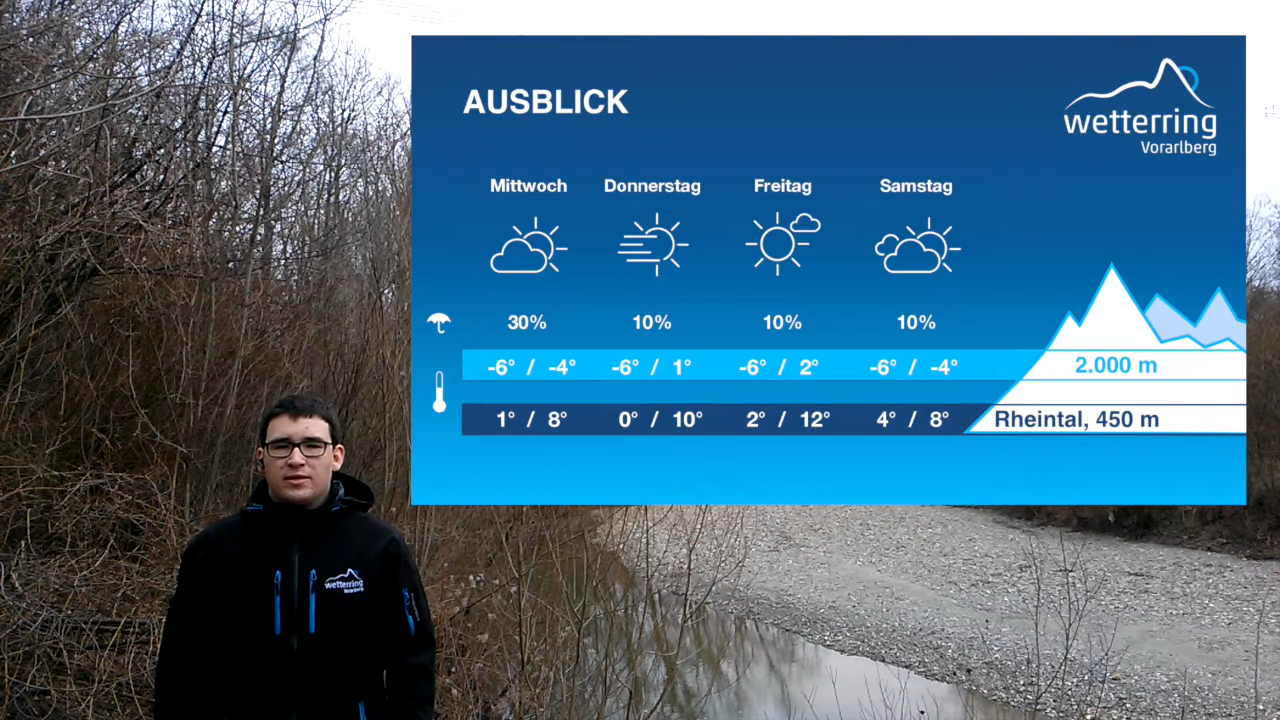 AUSBLICK
wetterring
Vorarlberg
Mittwoch Donnerstag Freitag Samstag
30% 10% 10% 10%
-6° / -4° -6° / 1° -6° / 2° -6° / -4° 2.000 m
1° / 8° 0° / 10° 2° / 12° 4° / 8° Rheintal, 450 m
wetterring
Vorarlberg